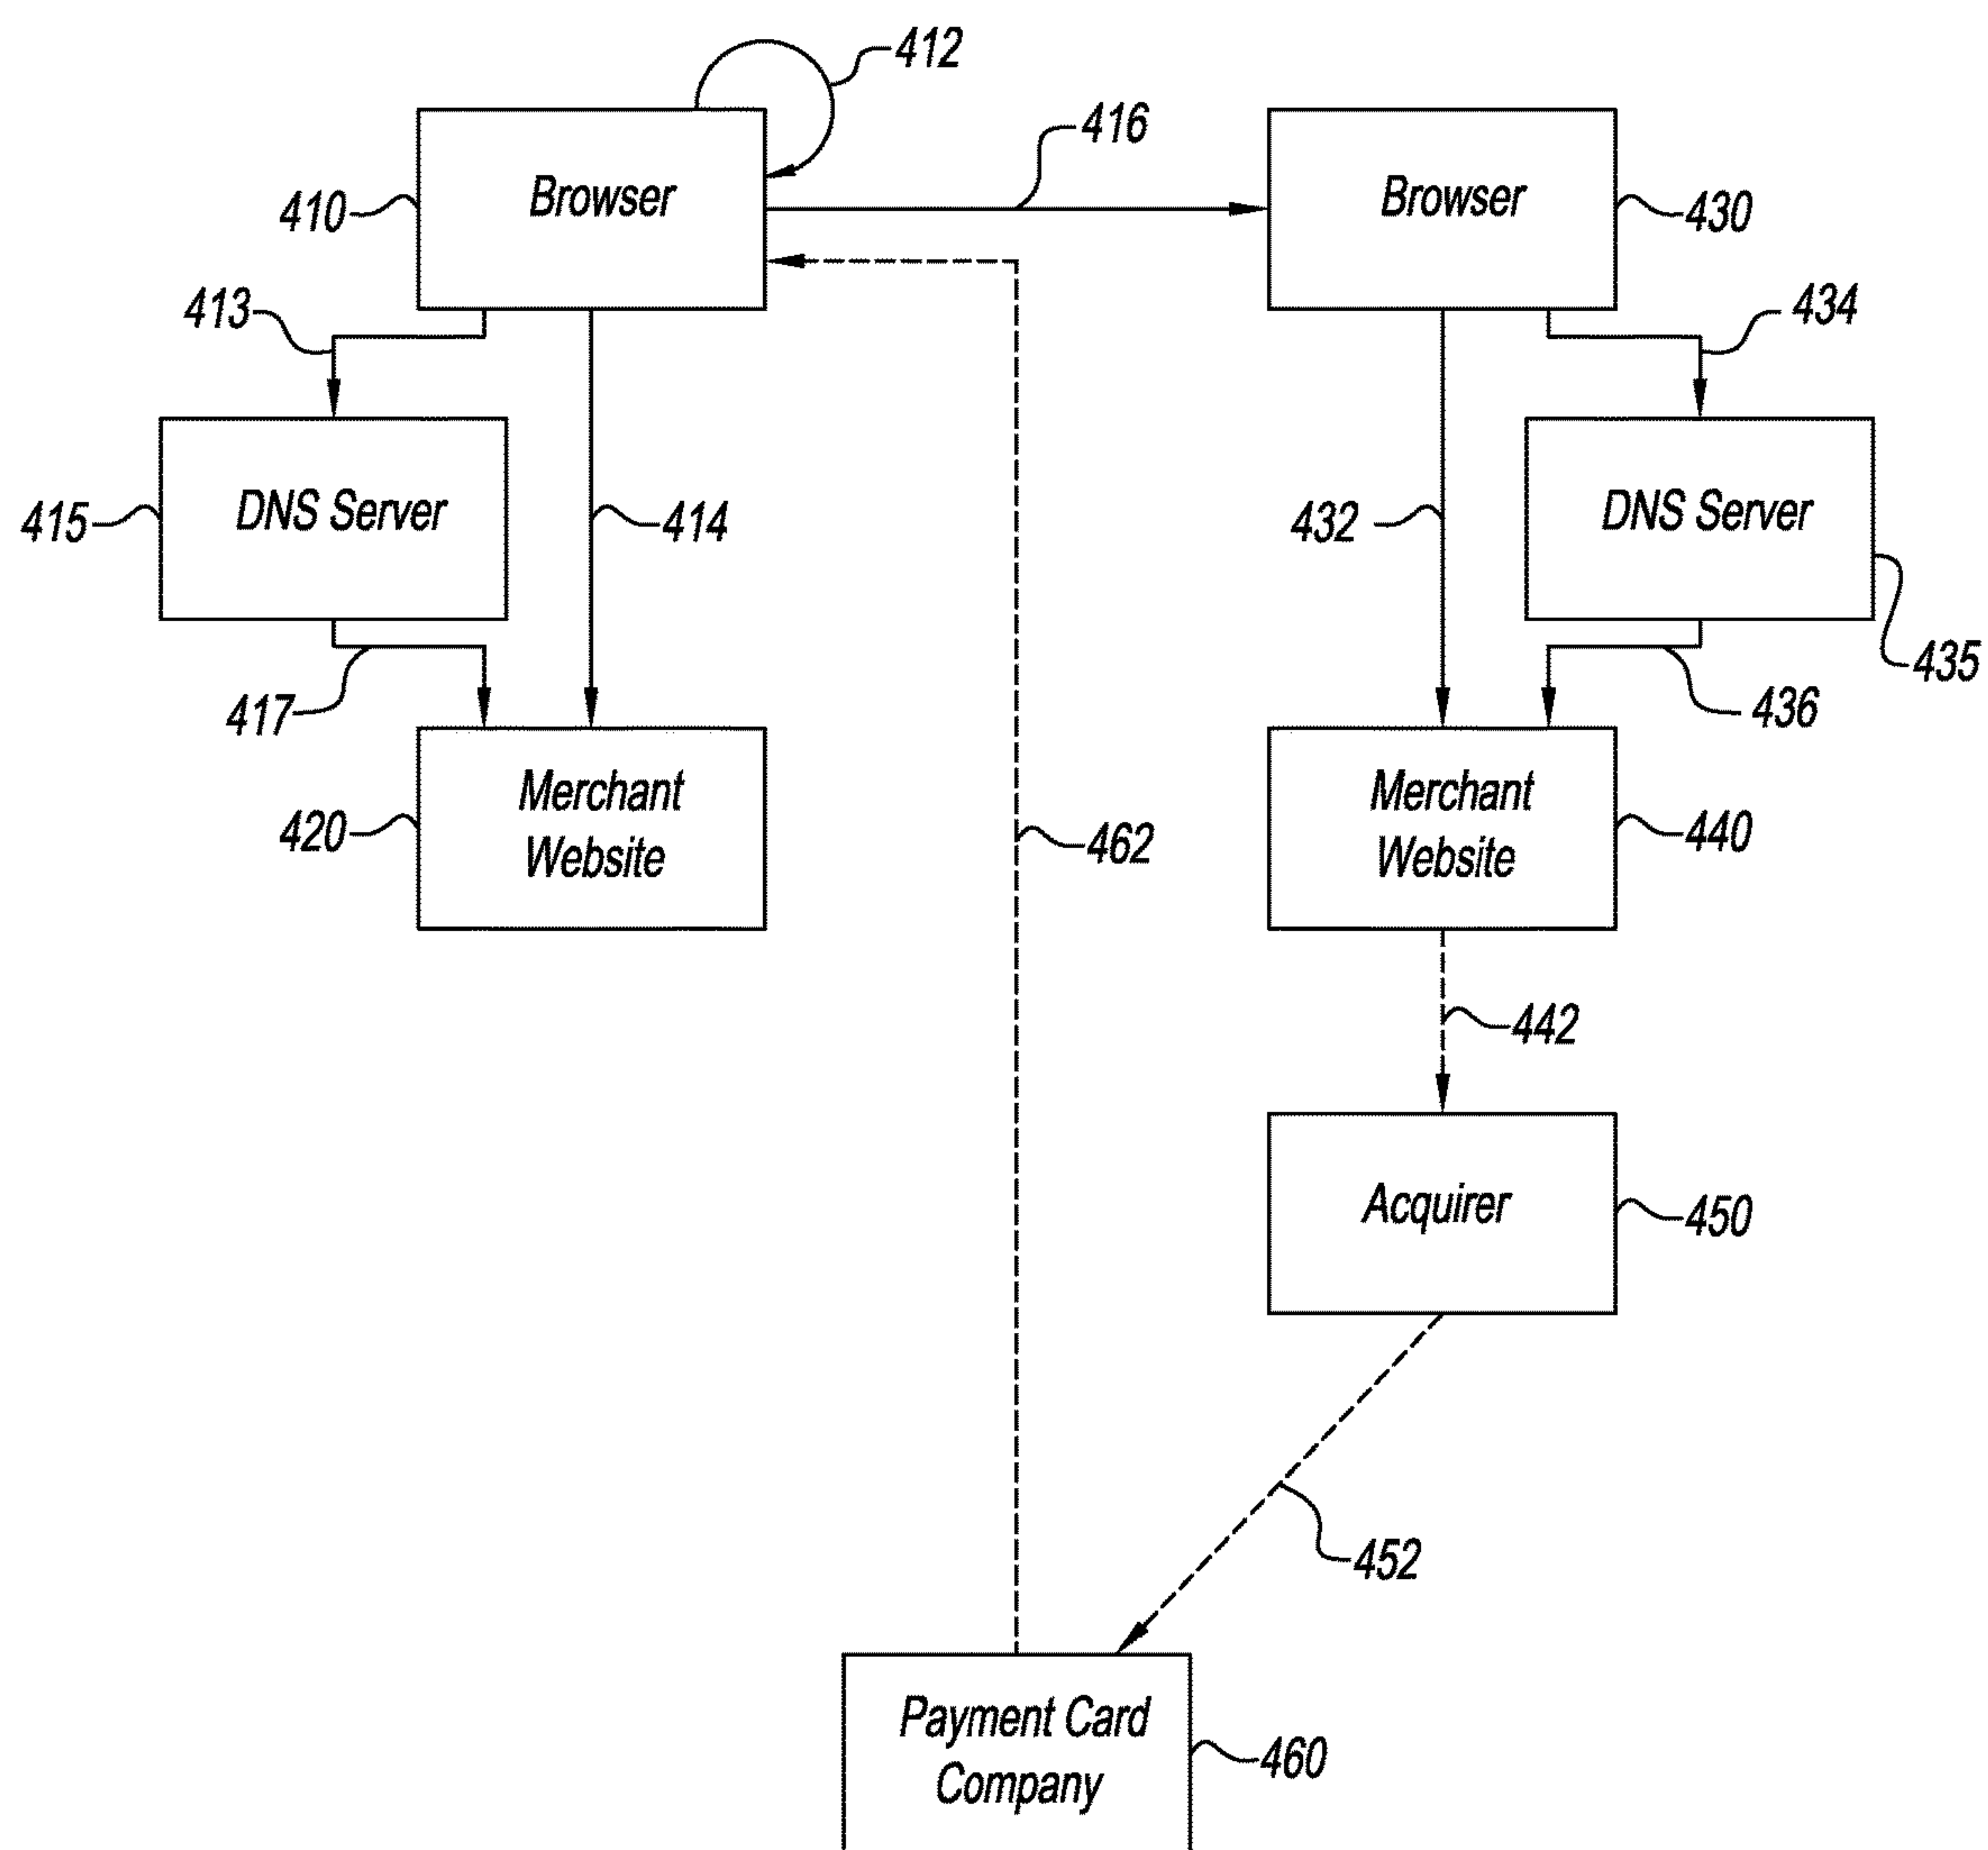 412
416
Browser
Browser
410
430
413
434
DNS Server
DNS Server
415
414
432
435
417
436
Merchant
Website
Merchant
Website
420
462
440
442
Acquirer
450
452
Payment Card
Company
460